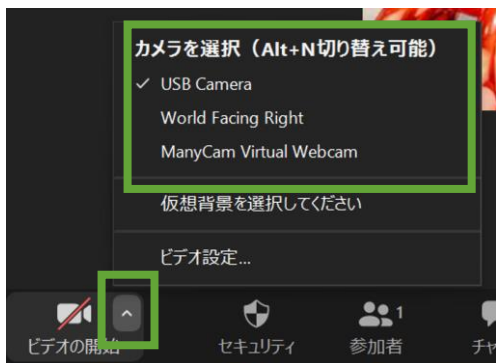 カメラを選択（Alt+N切り替え可能）
✓ USB Camera
World Facing Right
ManyCam Virtual Webcam
仮想背景を選択してください
ビデオ設定...
ビデオの開始
セキュリティ
参加者 1
チャ